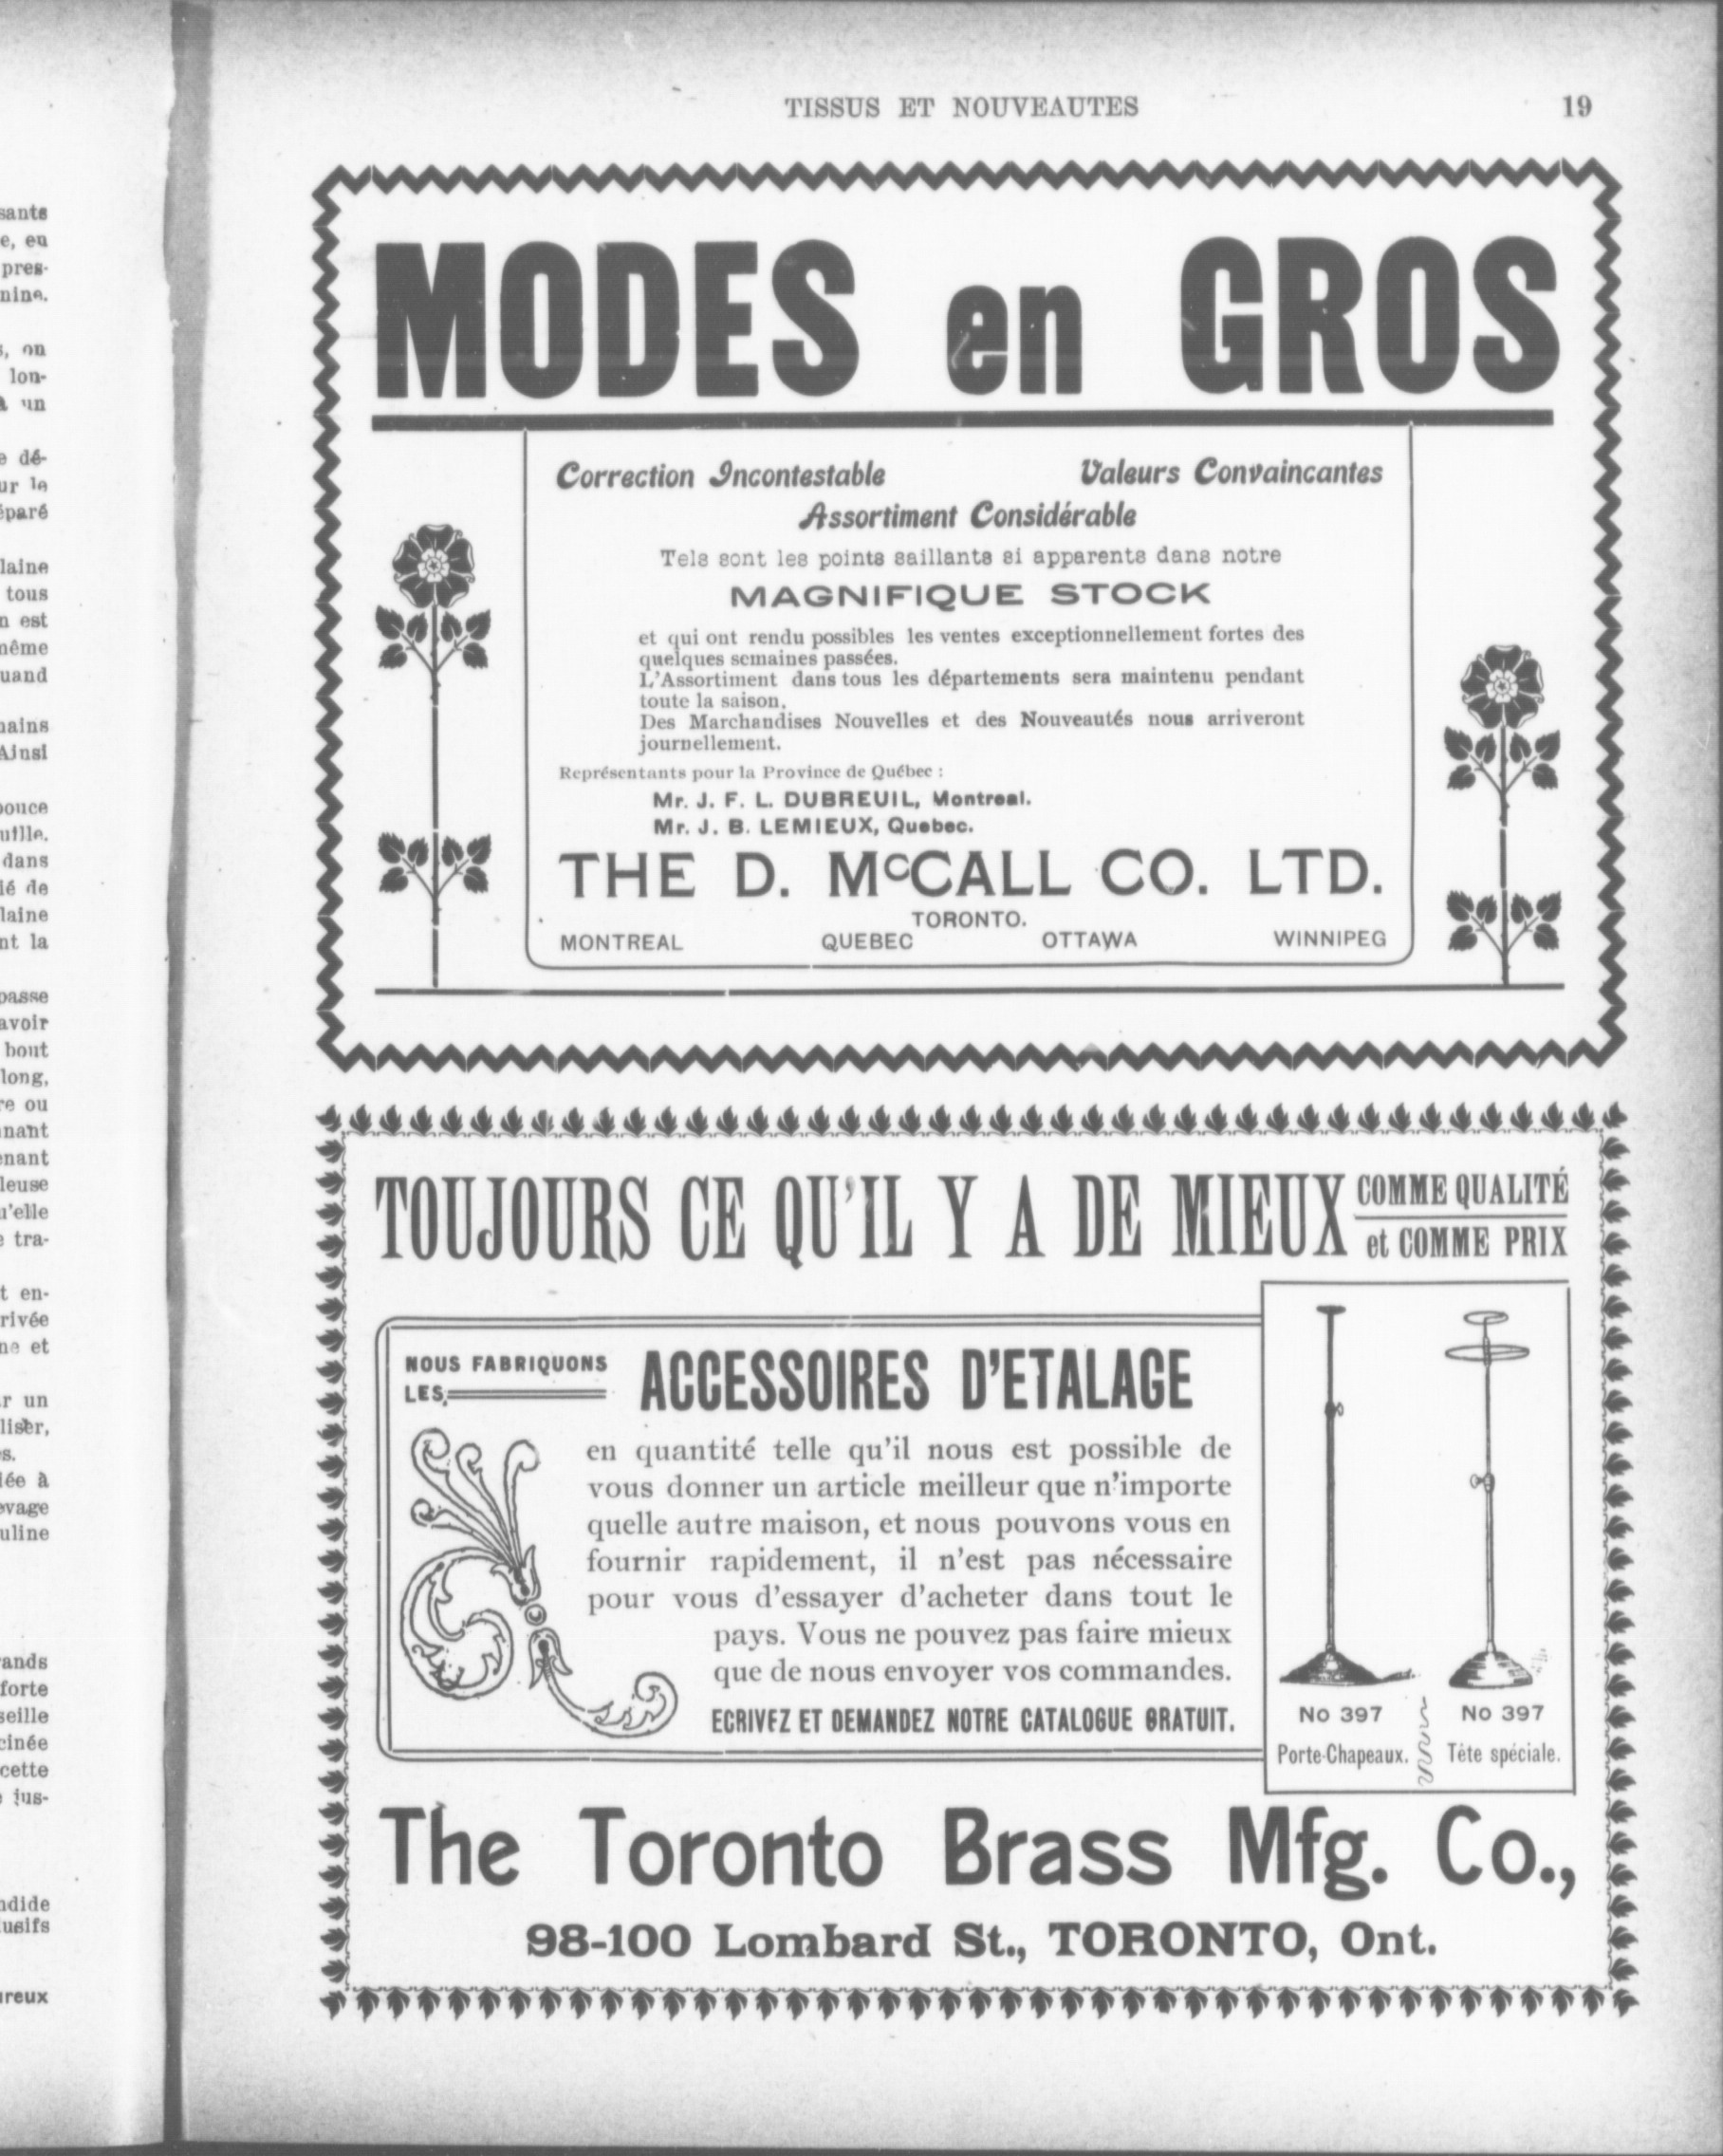 TISSUS ET NOUVEAUTES 19
MODES en GROS
Correction Incontestable Valeurs Convaincantes
Assortiment Considérable
Tels sont les points saillants si apparents dans notre
MAGNIFIQUE STOCK
et qui ont rendu possibles les ventes exceptionnellement fortes des
quelques semaines passées.
L'Assortiment dans tous les départements sera maintenu pendant
toute la saison.
Des Marchandises Nouvelles et des Nouveautés nous arriveront
journellement.
Représentants pour la Province de Québec :
Mr. J. F. L. DUBREUIL, Montreal.
Mr. J. B. LEMIEUX, Quebec.
THE D. McCALL CO. LTD.
TORONTO.
MONTREAL QUEBEC OTTAWA WINNIPEG
TOUJOURS CE QU'IL Y A DE MIEUX COMME QUALITÉ
et COMME PRIX
NOUS FABRIQUONS
LES
ACCESSOIRES D'ETALAGE
en quantité telle qu'il nous est possible de
vous donner un article meilleur que n'importe
quelle autre maison, et nous pouvons vous en
fournir rapidement, il n'est pas nécessaire
pour vous d'essayer d'acheter dans tout le
pays. Vous ne pouvez pas faire mieux
que de nous envoyer vos commandes.
ECRIVEZ ET DEMANDEZ NOTRE CATALOGUE GRATUIT.
No 397 No 397
Porte-Chapeaux. Tête spéciale.
The Toronto Brass Mfg. Co.,
98-100 Lombard St., TORONTO, Ont.